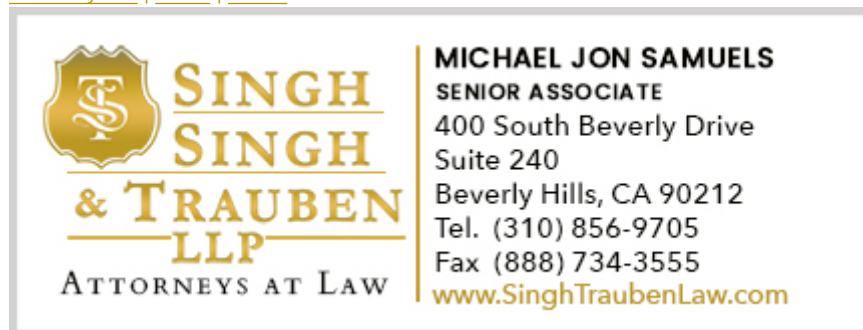 SINGH
SINGH
& TRAUBEN
LLP
ATTORNEYS AT LAW
MICHAEL JON SAMUELS
SENIOR ASSOCIATE
400 South Beverly Drive
Suite 240
Beverly Hills, CA 90212
Tel. (310) 856-9705
Fax (888) 734-3555
www.SinghTraubenLaw.com